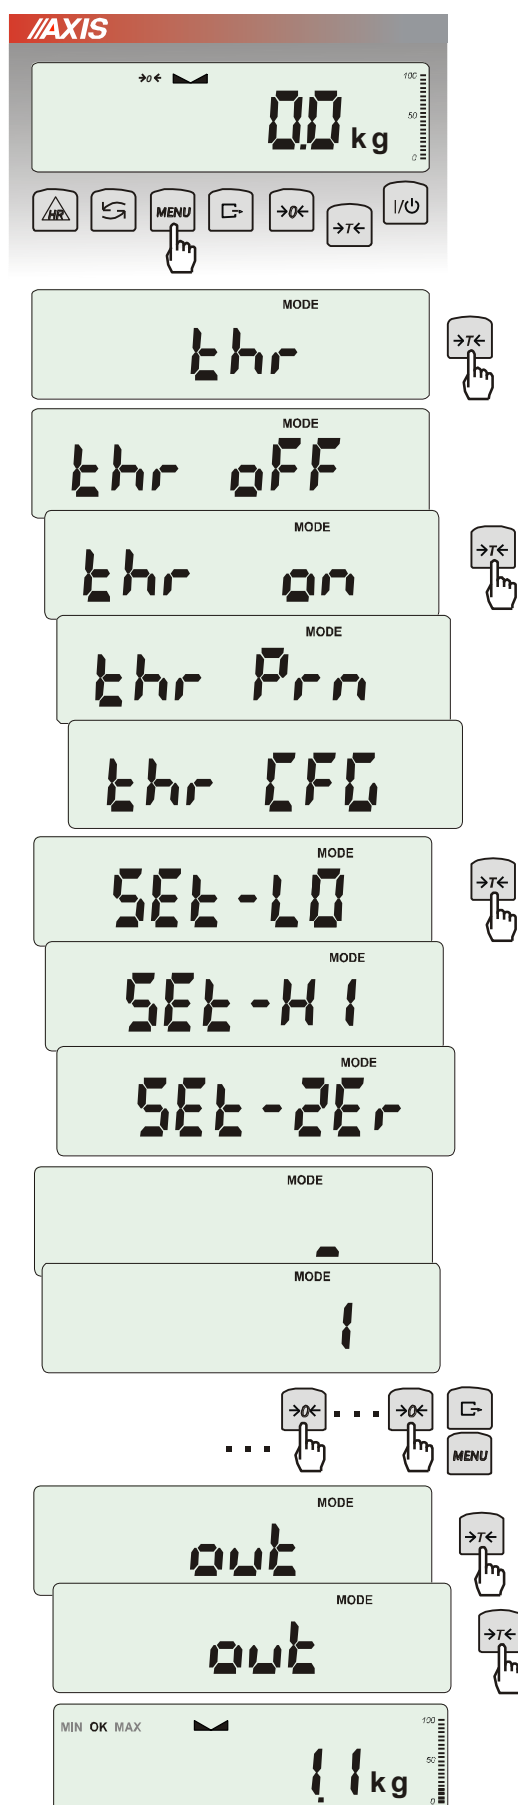 AXIS
→0← 100
50
0.0 kg
0
HR MENU →0← →T← I/
MODE
thr
→T←
MODE
thr oFF
MODE
thr on
→T←
MODE
thr Prn
thr CFG
MODE
SEt-LO
→T←
MODE
SEt-HI
MODE
SEt-2Er
MODE
_
MODE
1
→0← . . . →0←
. . . MENU
MODE
out
→T←
MODE
out
→T←
MIN OK MAX 100
50
1.1 kg
0